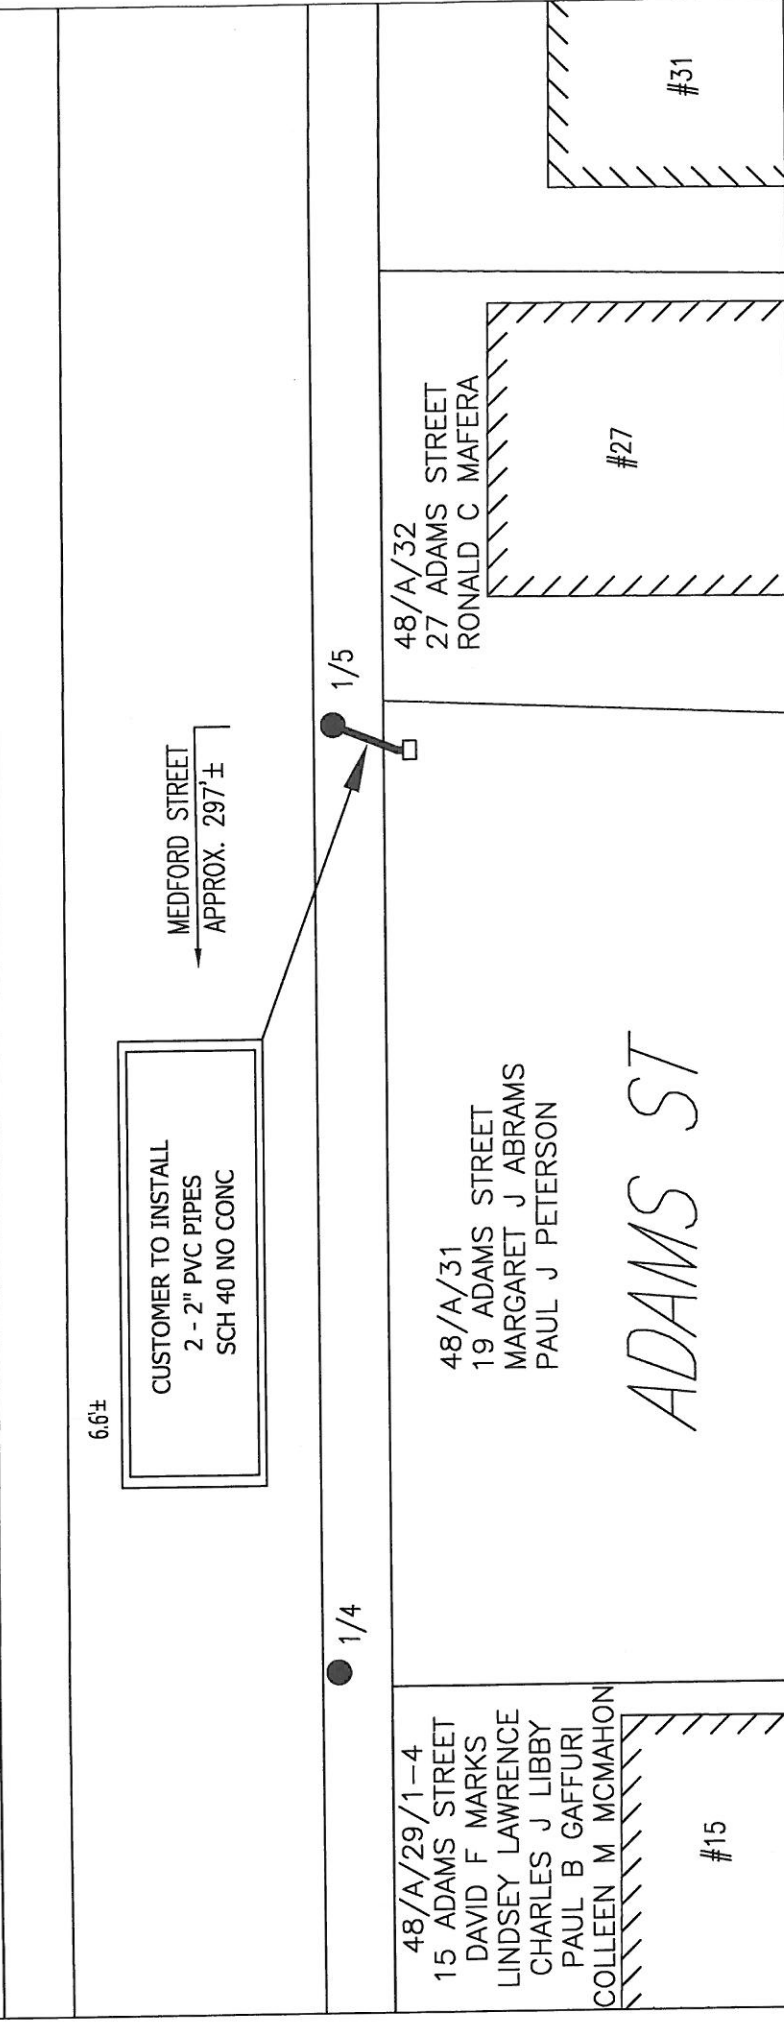 6.6'±
CUSTOMER TO INSTALL
2 - 2" PVC PIPES
SCH 40 NO CONC
MEDFORD STREET
APPROX. 297'±
1/4
1/5
48/A/29/1-4
15 ADAMS STREET
DAVID F MARKS
LINDSEY LAWRENCE
CHARLES J LIBBY
PAUL B GAFFURI
COLLEEN M MCMAHON
#15
48/A/31
19 ADAMS STREET
MARGARET J ABRAMS
PAUL J PETERSON
ADAMS ST
48/A/32
27 ADAMS STREET
RONALD C MAFERA
#27
#31